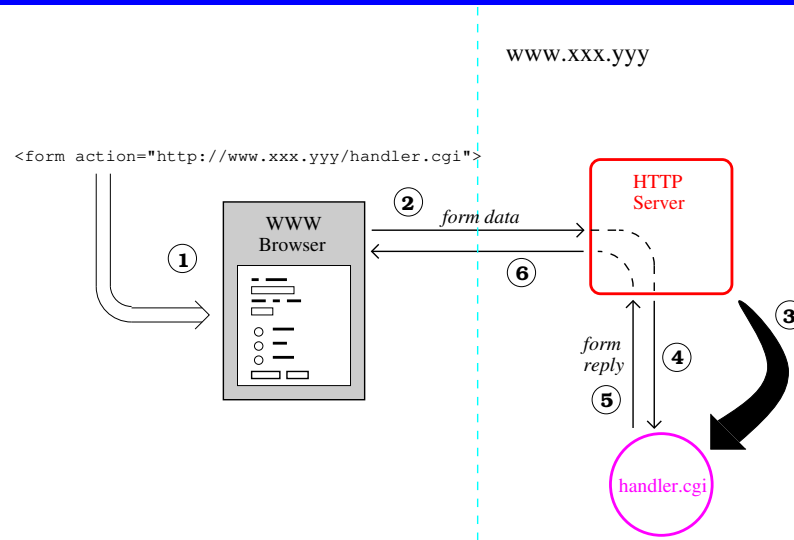 www.xxx.yyy
<form action="http://www.xxx.yyy/handler.cgi">
HTTP
Server
2
form data
WWW
Browser
1
6
3
form
reply
4
5
handler.cgi